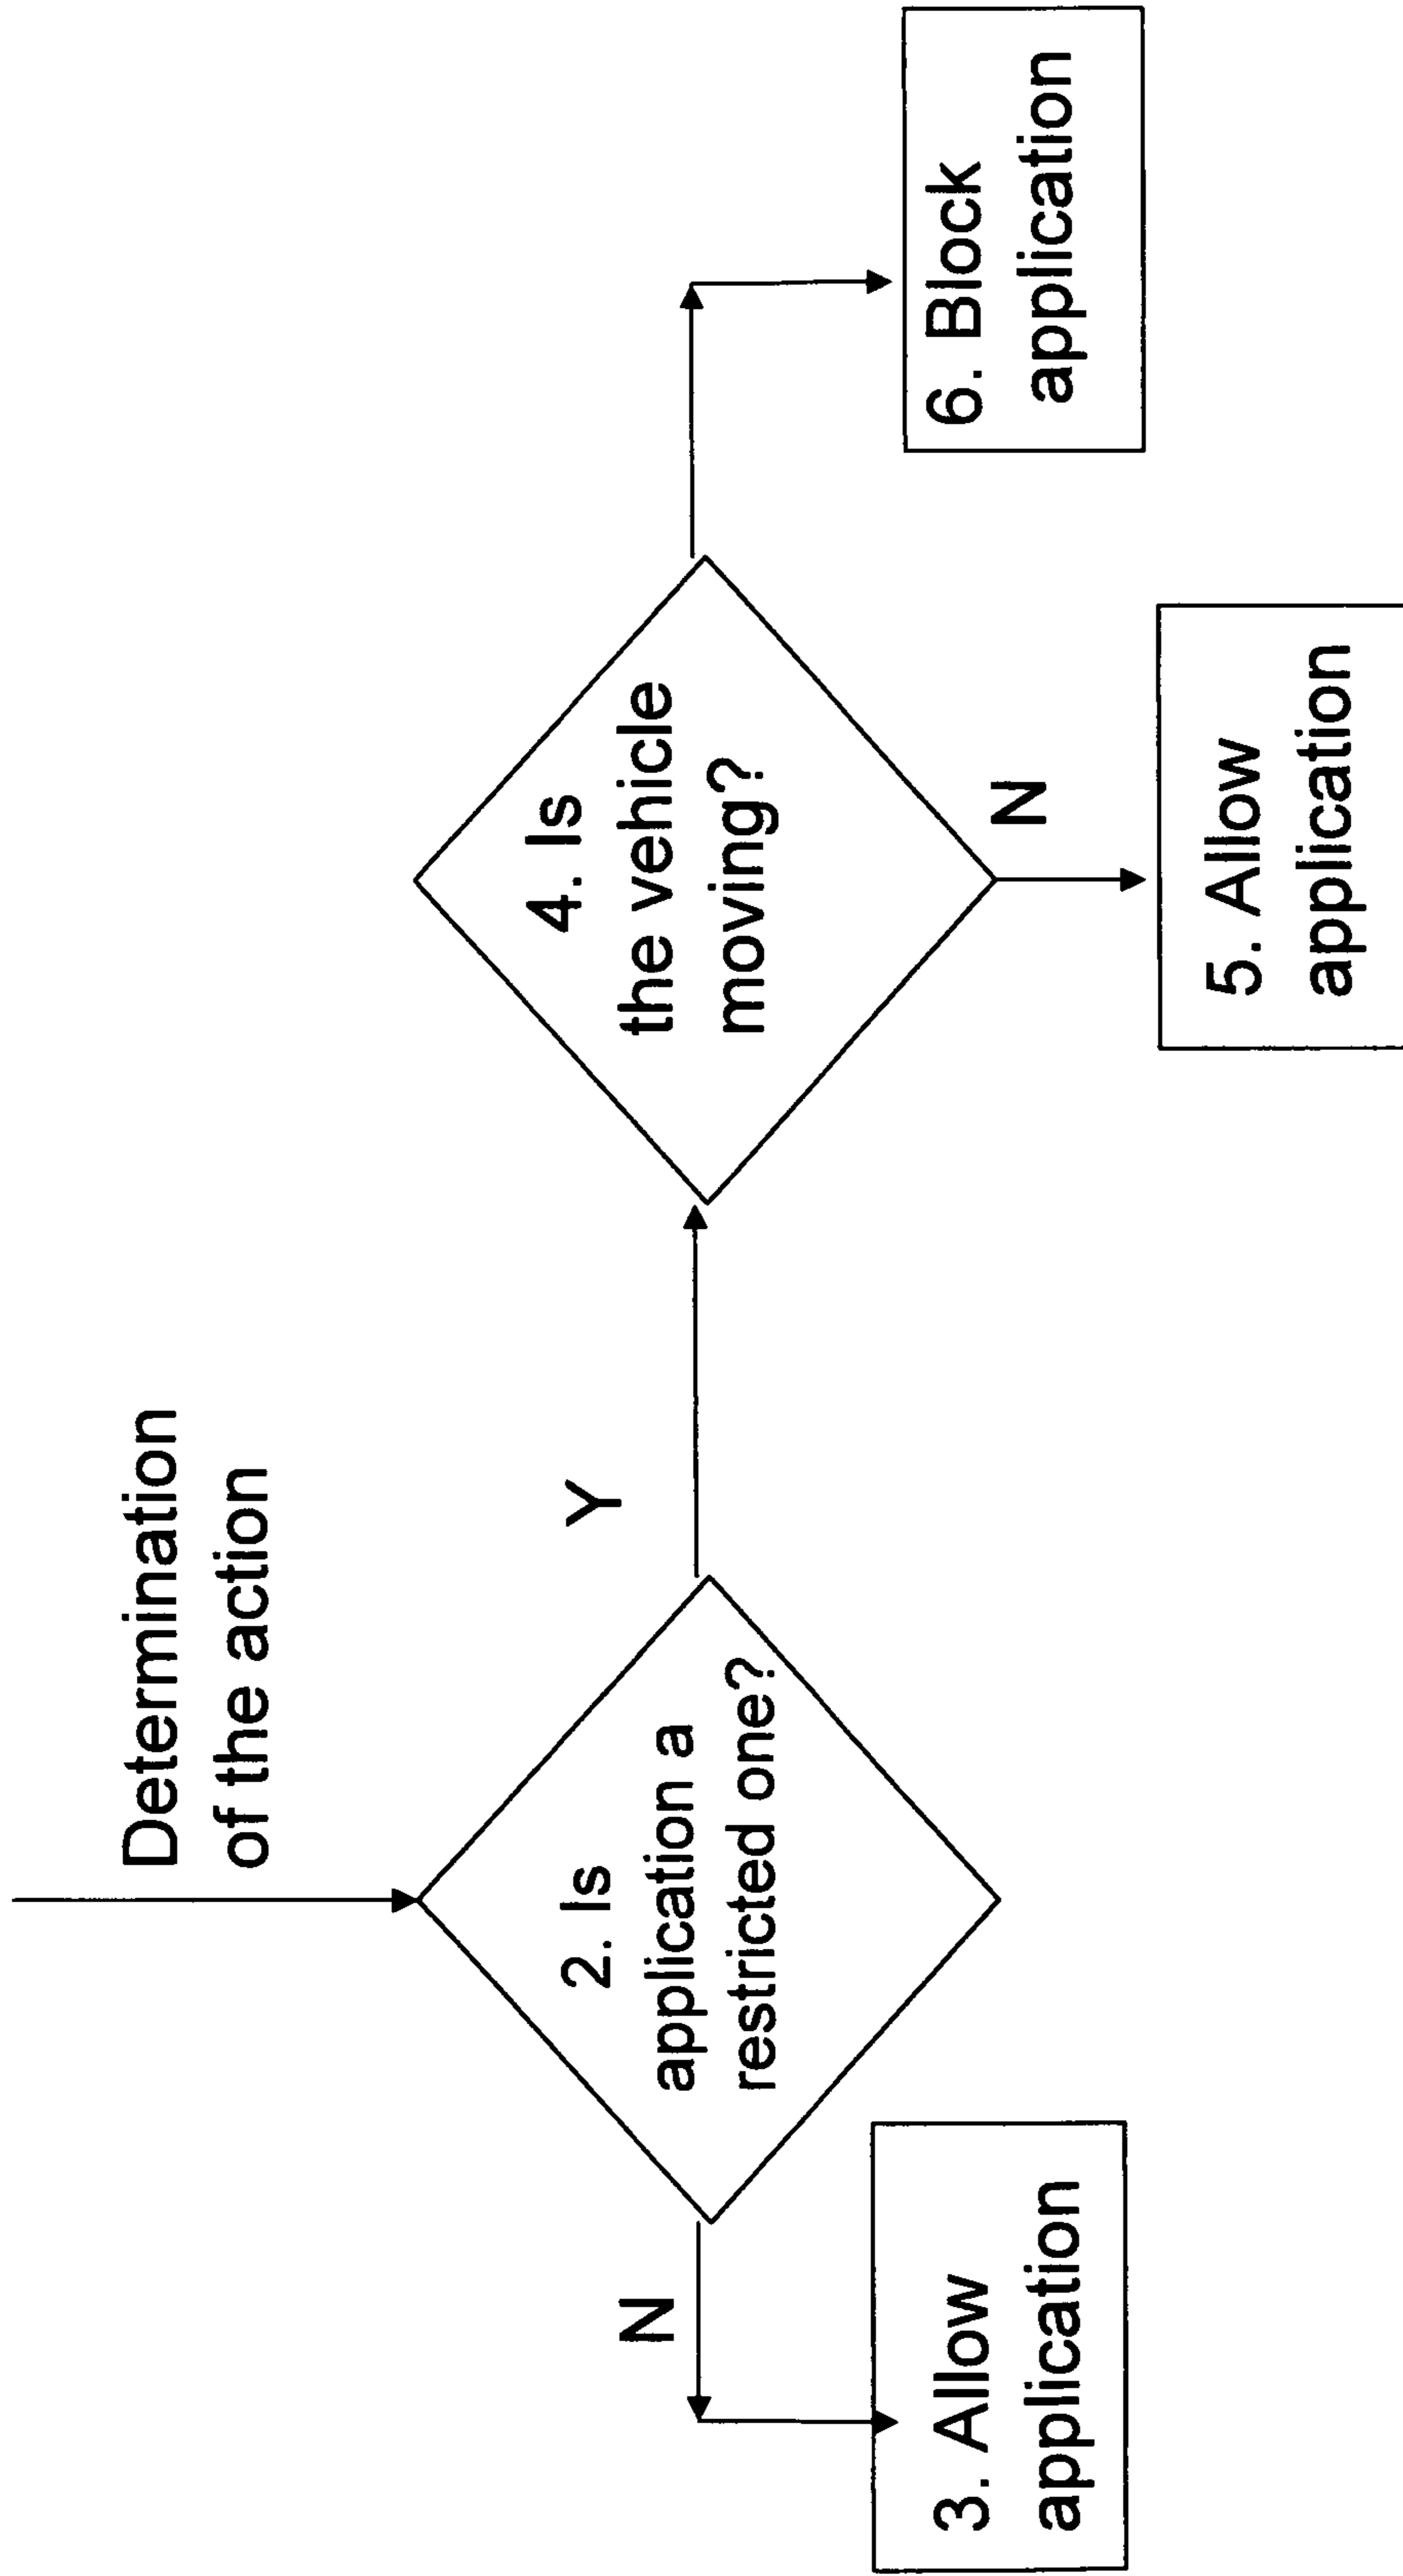 Determination
of the action
2. Is
application a
restricted one?
N
Y
3. Allow
application
4. Is
the vehicle
moving?
N
5. Allow
application
6. Block
application